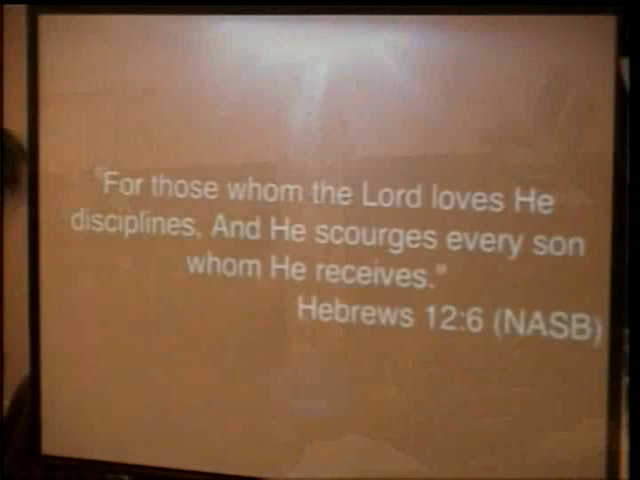 "For those whom the Lord loves He
disciplines, And He scourges every son
whom He receives."
Hebrews 12:6 (NASB)